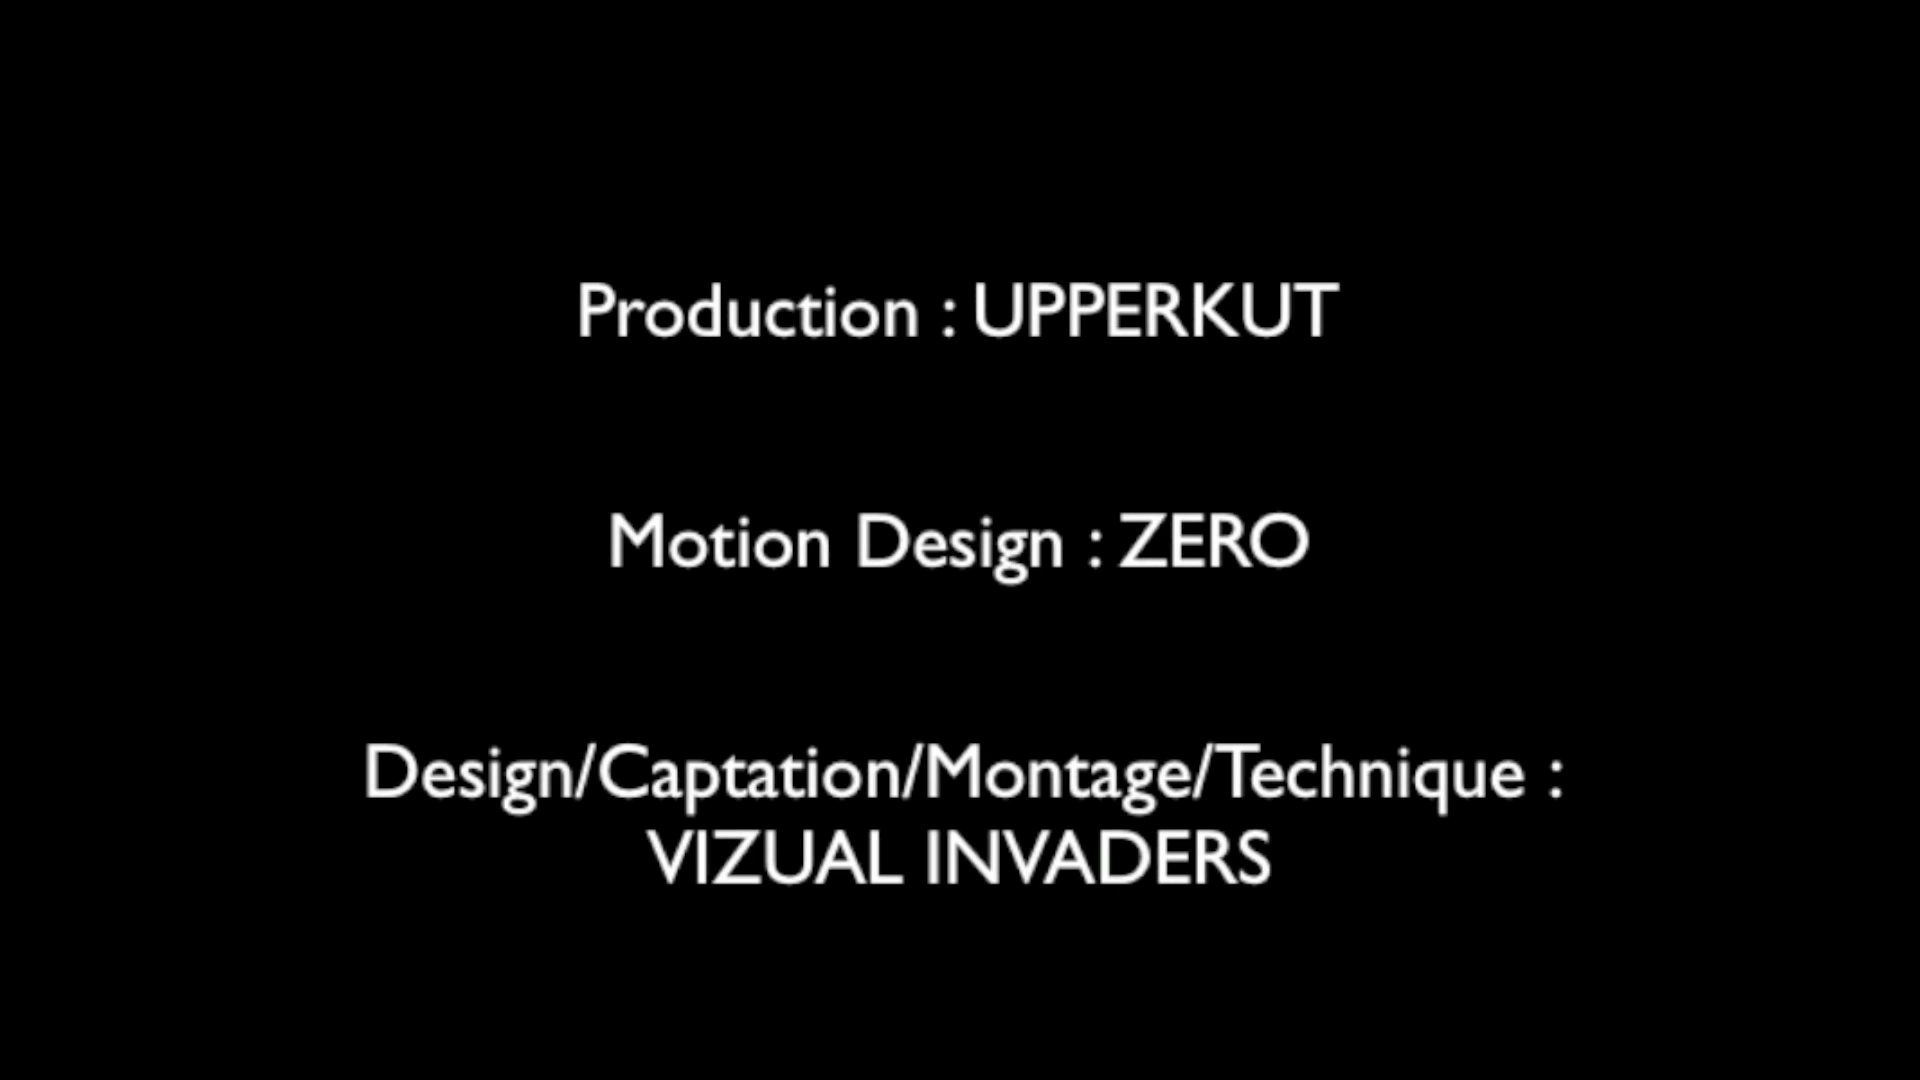 Production : UPPERKUT
Motion Design : ZERO
Design/Captation/Montage/Technique :
VIZUAL INVADERS